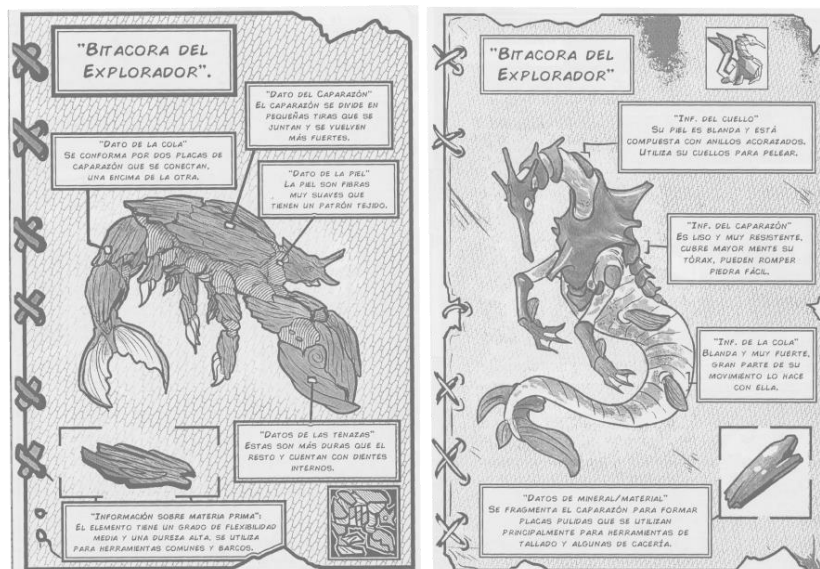 "BITACORA DEL
EXPLORADOR".
"DATO DEL CAPARAZÓN"
EL CAPARAZÓN SE DIVIDE EN
PEQUEÑAS TIRAS QUE SE
JUNTAN Y SE VUELVEN
MÁS FUERTES.
"DATO DE LA COLA"
SE CONFORMA POR DOS PLACAS DE
CAPARAZÓN QUE SE CONECTAN,
UNA ENCIMA DE LA OTRA.
"DATO DE LA PIEL"
LA PIEL SON FIBRAS
MUY SUAVES QUE
TIENEN UN PATRÓN TEJIDO.
"DATOS DE LAS TENAZAS"
ESTAS SON MÁS DURAS QUE EL
RESTO Y CUENTAN CON DIENTES
INTERNOS.
"INFORMACIÓN SOBRE MATERIA PRIMA":
EL ELEMENTO TIENE UN GRADO DE FLEXIBILIDAD
MEDIA Y UNA DUREZA ALTA, SE UTILIZA
PARA HERRAMIENTAS COMUNES Y BARCOS.
"BITACORA DEL
EXPLORADOR"
"INF. DEL CUELLO"
SU PIEL ES BLANDA Y ESTÁ
COMPUESTA CON ANILLOS ACORAZADOS.
UTILIZA SU CUELLOS PARA PELEAR.
"INF. DEL CAPARAZÓN"
ES LISO Y MUY RESISTENTE,
CUBRE MAYOR MENTE SU
TÓRAX, PUEDEN ROMPER
PIEDRA FÁCIL.
"INF. DE LA COLA"
BLANDA Y MUY FUERTE,
GRAN PARTE DE SU
MOVIMIENTO LO HACE
CON ELLA.
"DATOS DE MINERAL/MATERIAL"
SE FRAGMENTA EL CAPARAZÓN PARA FORMAR
PLACAS PULIDAS QUE SE UTILIZAN
PRINCIPALMENTE PARA HERRAMIENTAS DE
TALLADO Y ALGUNAS DE CACERÍA.